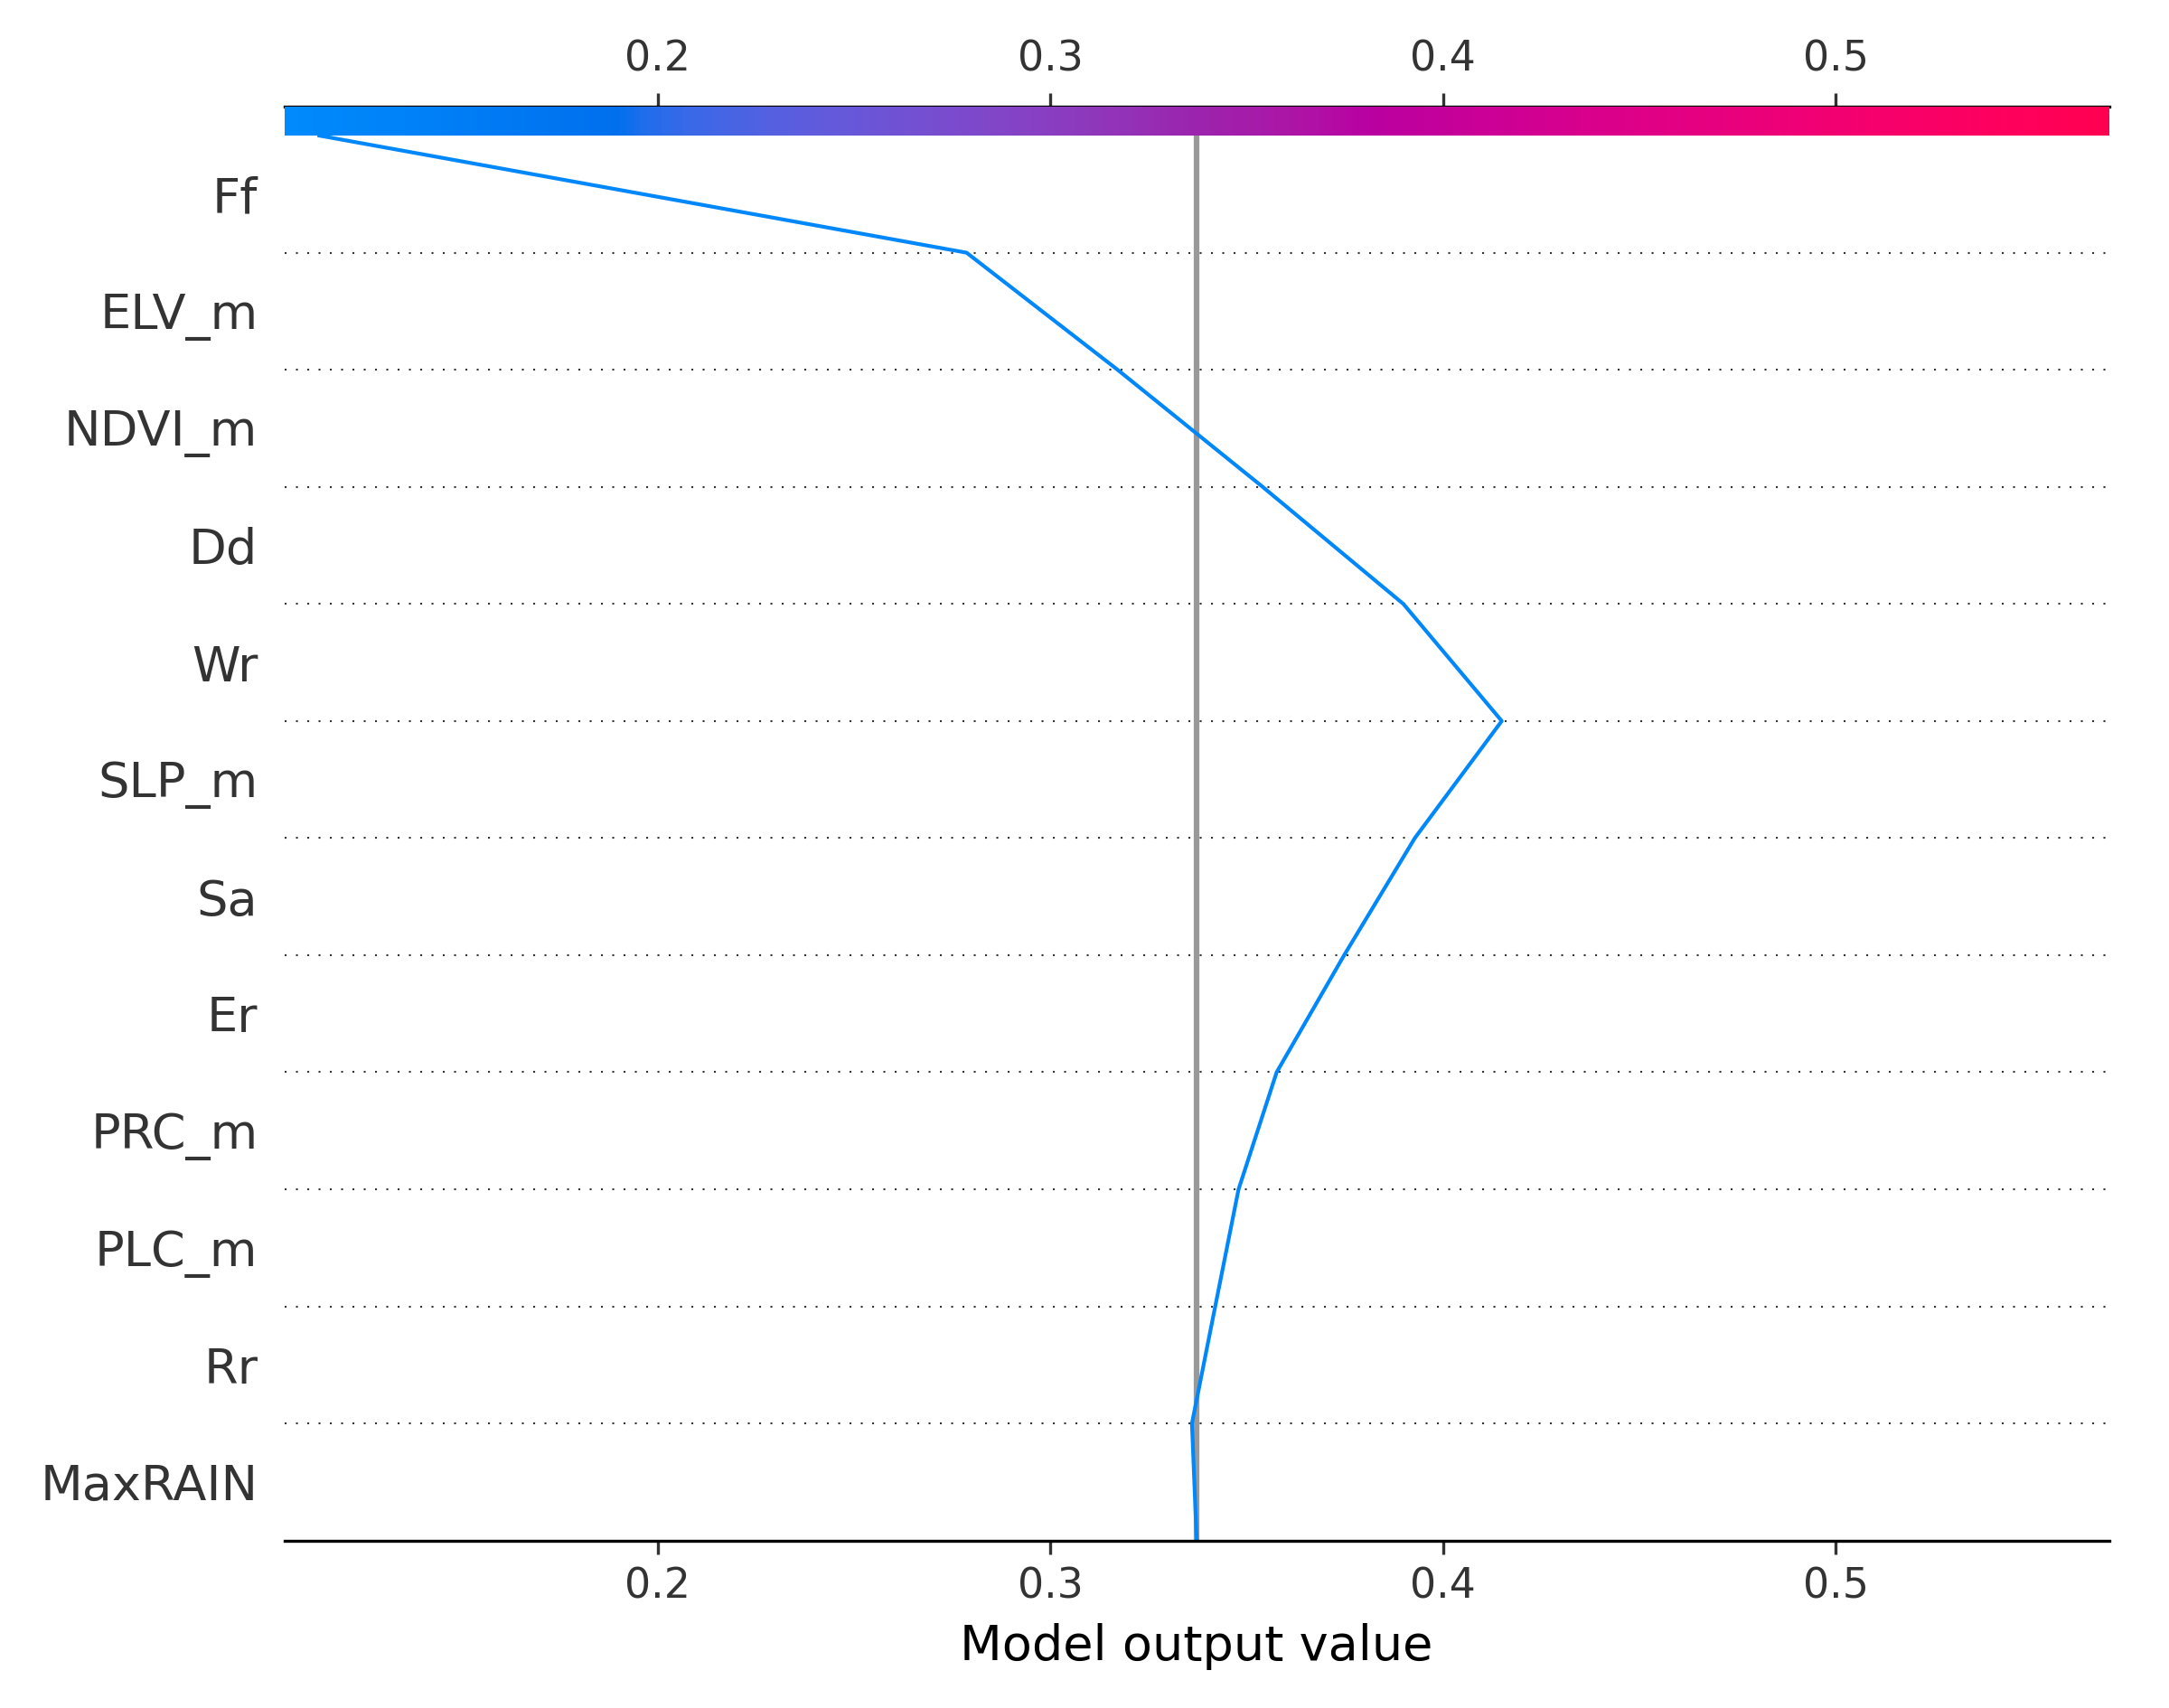 0.2 0.3 0.4 0.5
Ff
ELV_m
NDVI_m
Dd
Wr
SLP_m
Sa
Er
PRC_m
PLC_m
Rr
MaxRAIN
0.2 0.3 0.4 0.5
Model output value